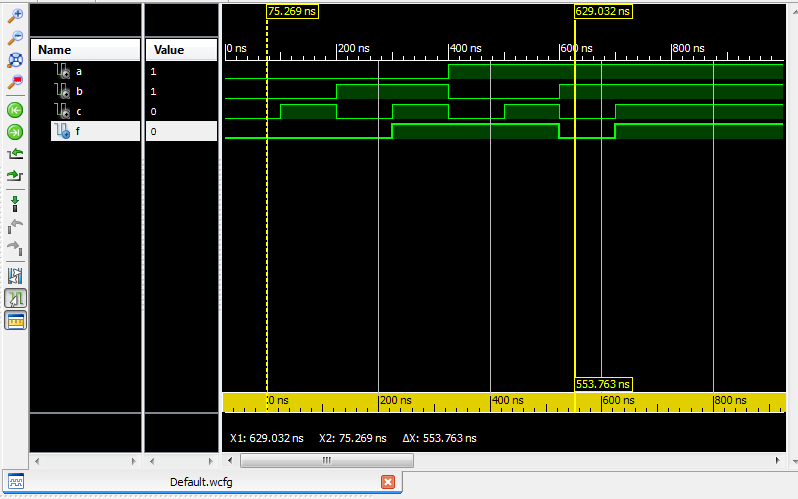 75.269 ns 629.032 ns
Name Value
0 ns 200 ns 400 ns 600 ns 800 ns
a 1
b 1
c 0
f 0
553.763 ns
0 ns 200 ns 400 ns 600 ns 800 ns
X1: 629.032 ns X2: 75.269 ns ΔX: 553.763 ns
Default.wcfg